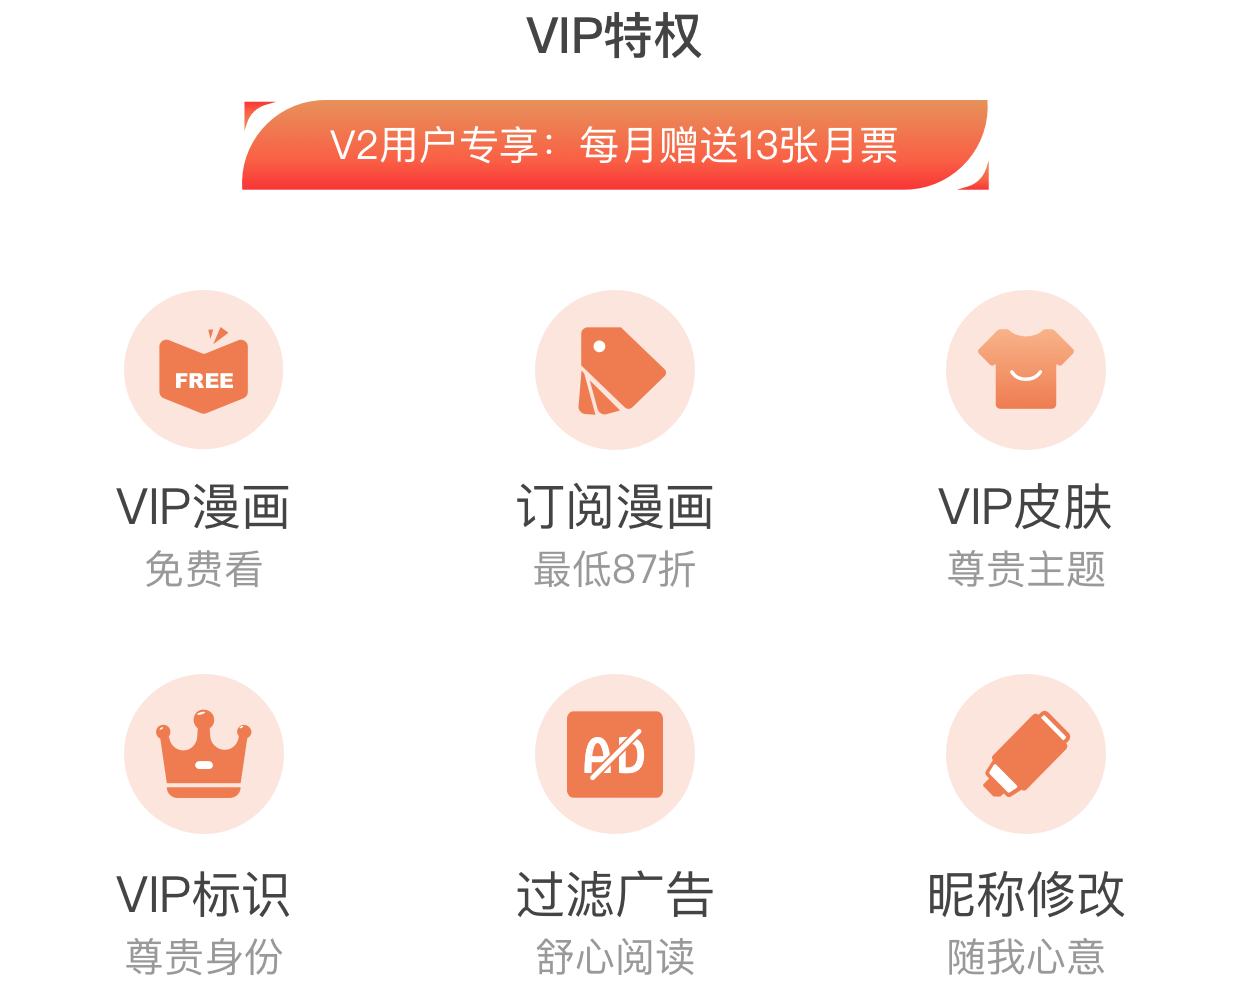 VIP特权
V2用户专享：每月赠送13张月票
FREE
VIP漫画
免费看
订阅漫画
最低87折
VIP皮肤
尊贵主题
VIP标识
尊贵身份
AD
过滤广告
舒心阅读
昵称修改
随我心意